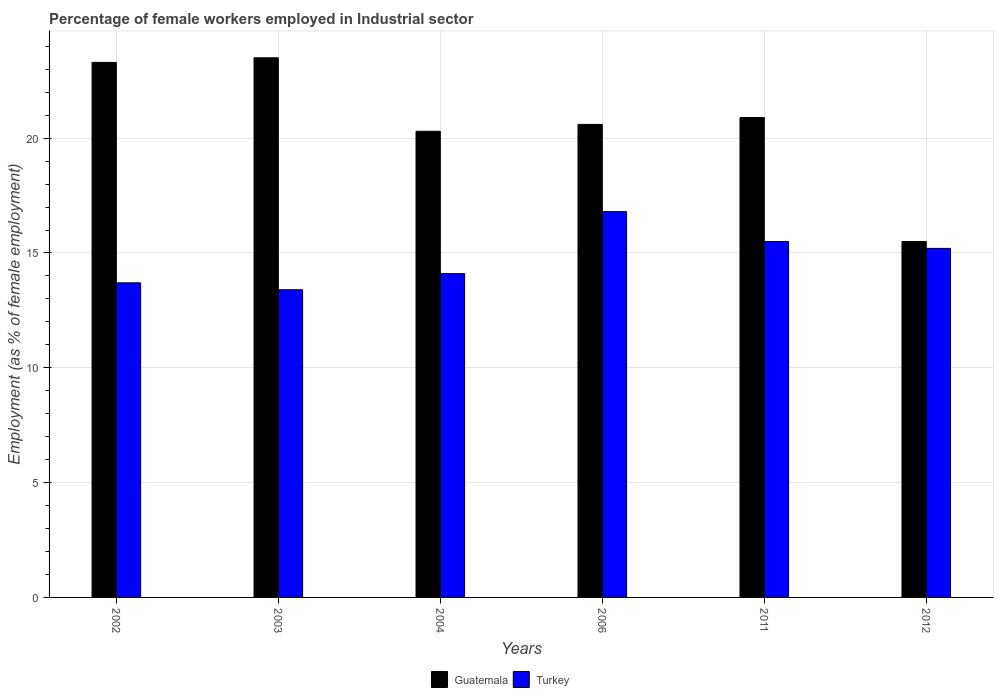 Percentage of female workers employed in Industrial sector
Employment (as % of female employment)
20
15
10
5
0
2002
2003
2004
2006
2011
2012
Years
Guatemala
Turkey